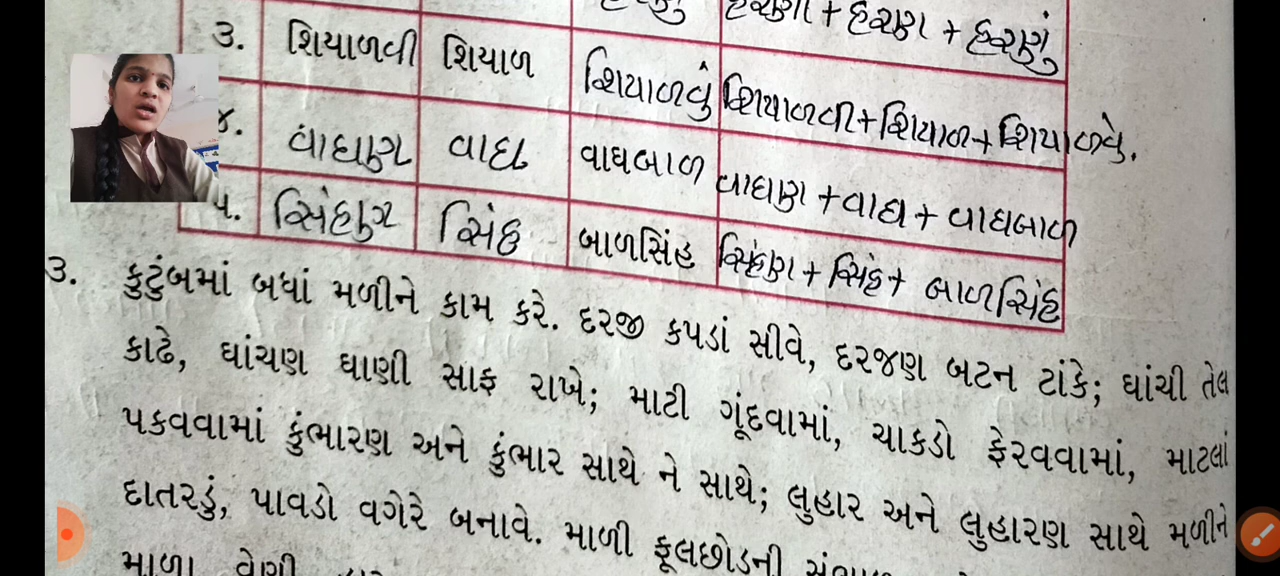 હરણી + હરણ + હરણું
૩. શિયાળવી શિયાળ શિયાળવું શિયાળવી + શિયાળ + શિયાળવે.
૪. વાઘણ વાઘ વાઘબાળ વાઘણ + વાઘ + વાઘબાળ
૫. સિંહણ સિંહ બાળસિંહ સિંહણ + સિંહ + બાળસિંહ
૩. કુટુંબમાં બધાં મળીને કામ કરે. દરજી કપડાં સીવે, દરજણ બટન ટાંકે; ઘાંચી તેલ
કાઢે, ઘાંચણ ઘાણી સાફ રાખે; માટી ગૂંદવામાં, ચાકડો ફેરવવામાં, માટલાં
પકવવામાં કુંભારણ અને કુંભાર સાથે ને સાથે; લુહાર અને લુહારણ સાથે મળીને
દાતરડું, પાવડો વગેરે બનાવે. માળી ફૂલછોડની
માળા વેણી